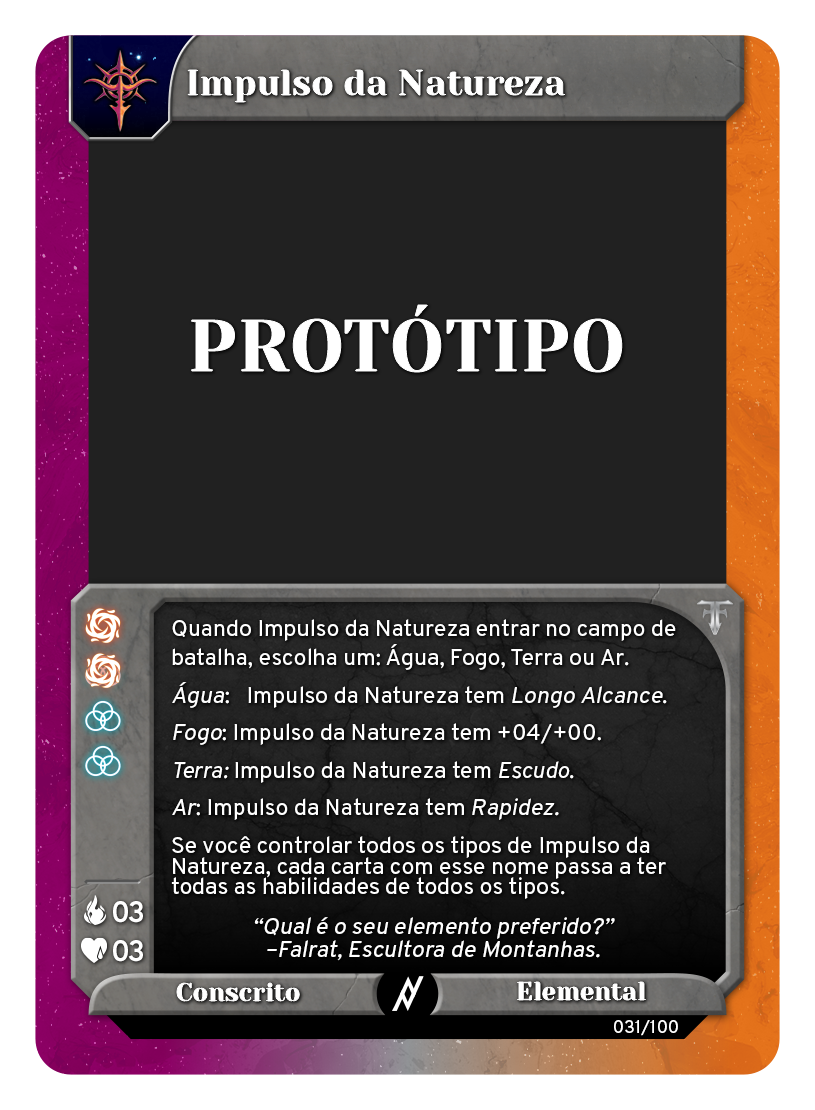 Impulso da Natureza
PROTÓTIPO
Quando Impulso da Natureza entrar no campo de
batalha, escolha um: Água, Fogo, Terra ou Ar.
Água: Impulso da Natureza tem Longo Alcance.
Fogo: Impulso da Natureza tem +04/+00.
Terra: Impulso da Natureza tem Escudo.
Ar: Impulso da Natureza tem Rapidez.
Se você controlar todos os tipos de Impulso da
Natureza, cada carta com esse nome passa a ter
todas as habilidades de todos os tipos.
“Qual é o seu elemento preferido?”
–Falrat, Escultora de Montanhas.
03
03
Conscrito
Elemental
031/100